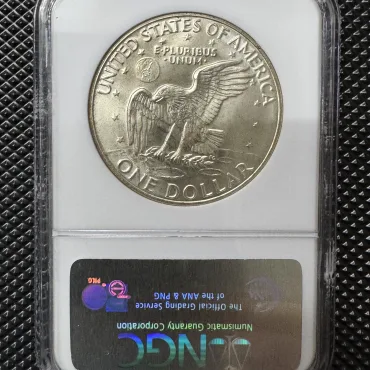 UNITED STATES OF AMERICA
E·PLURIBUS
·UNUM·
ONE DOLLAR
PNG
The Official Grading Service
of the ANA & PNG
Numismatic Guaranty Corporation
NGC